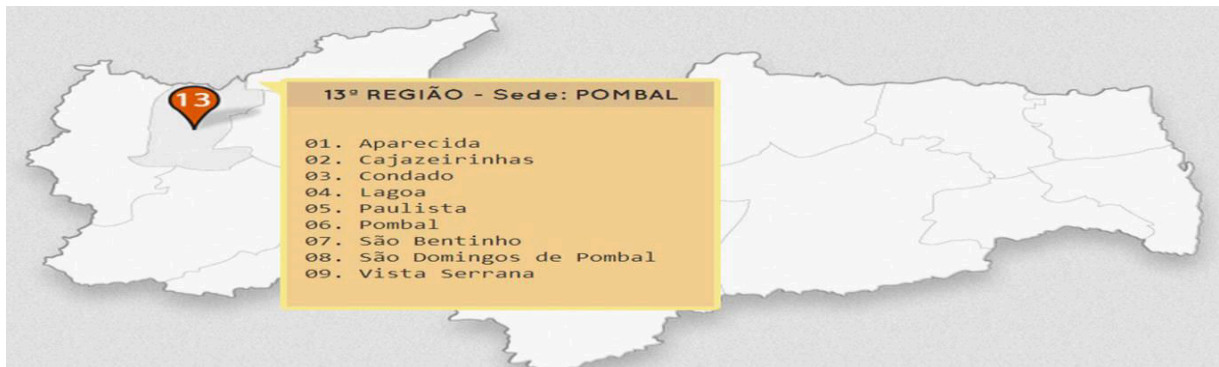 13
13ª REGIÃO - Sede: POMBAL
01. Aparecida
02. Cajazeirinhas
03. Condado
04. Lagoa
05. Paulista
06. Pombal
07. São Bentinho
08. São Domingos de Pombal
09. Vista Serrana